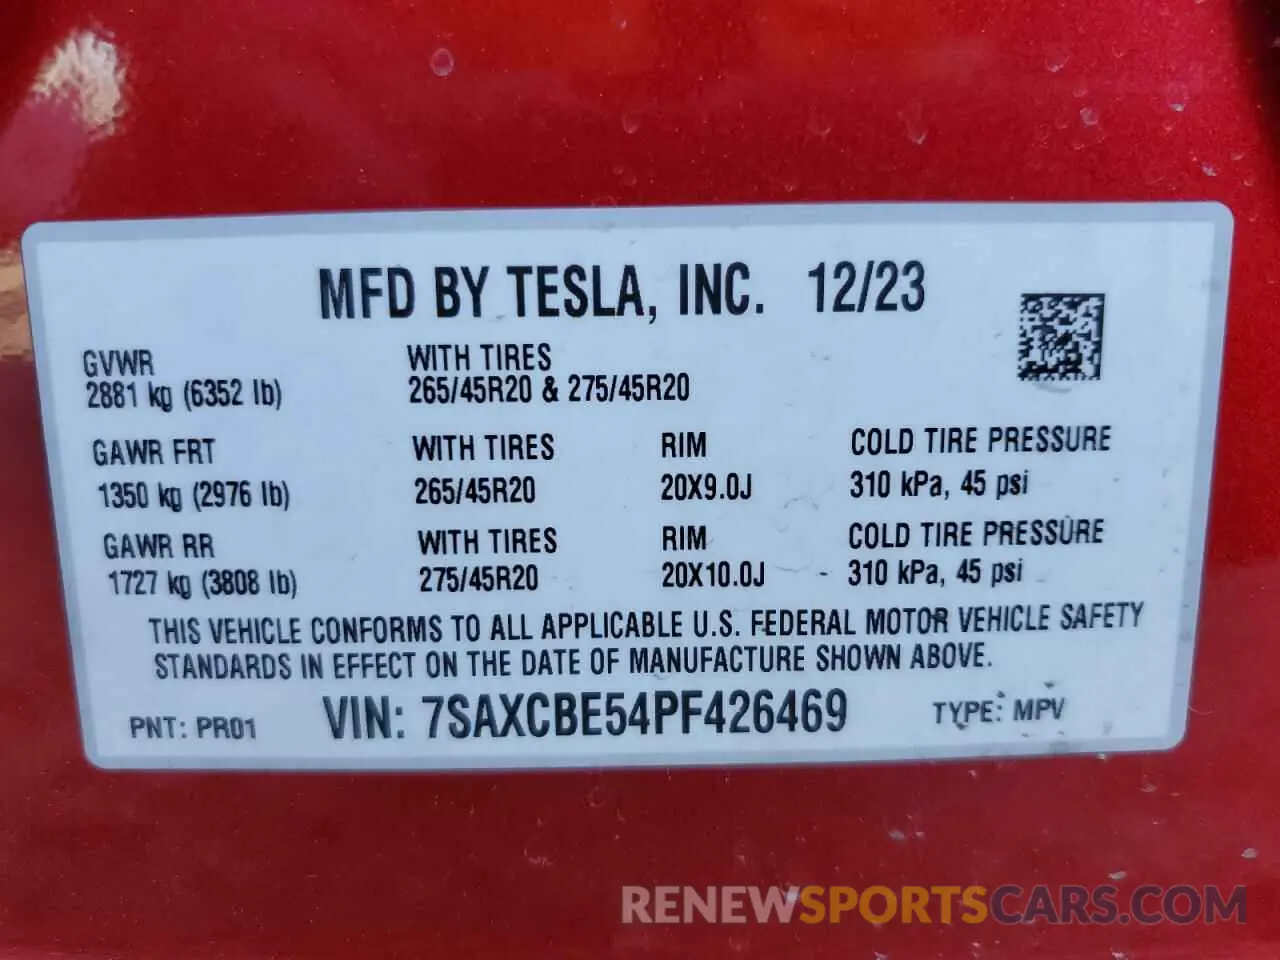 MFD BY TESLA, INC. 12/23
GVWR WITH TIRES
2881 kg (6352 lb) 265/45R20 & 275/45R20
GAWR FRT WITH TIRES RIM COLD TIRE PRESSURE
1350 kg (2976 lb) 265/45R20 20X9.0J 310 kPa, 45 psi
GAWR RR WITH TIRES RIM COLD TIRE PRESSURE
1727 kg (3808 lb) 275/45R20 20X10.0J 310 kPa, 45 psi
THIS VEHICLE CONFORMS TO ALL APPLICABLE U.S. FEDERAL MOTOR VEHICLE SAFETY
STANDARDS IN EFFECT ON THE DATE OF MANUFACTURE SHOWN ABOVE.
PNT: PR01 VIN: 7SAXCBE54PF426469 TYPE: MPV
RENEWSPORTSCARS.COM